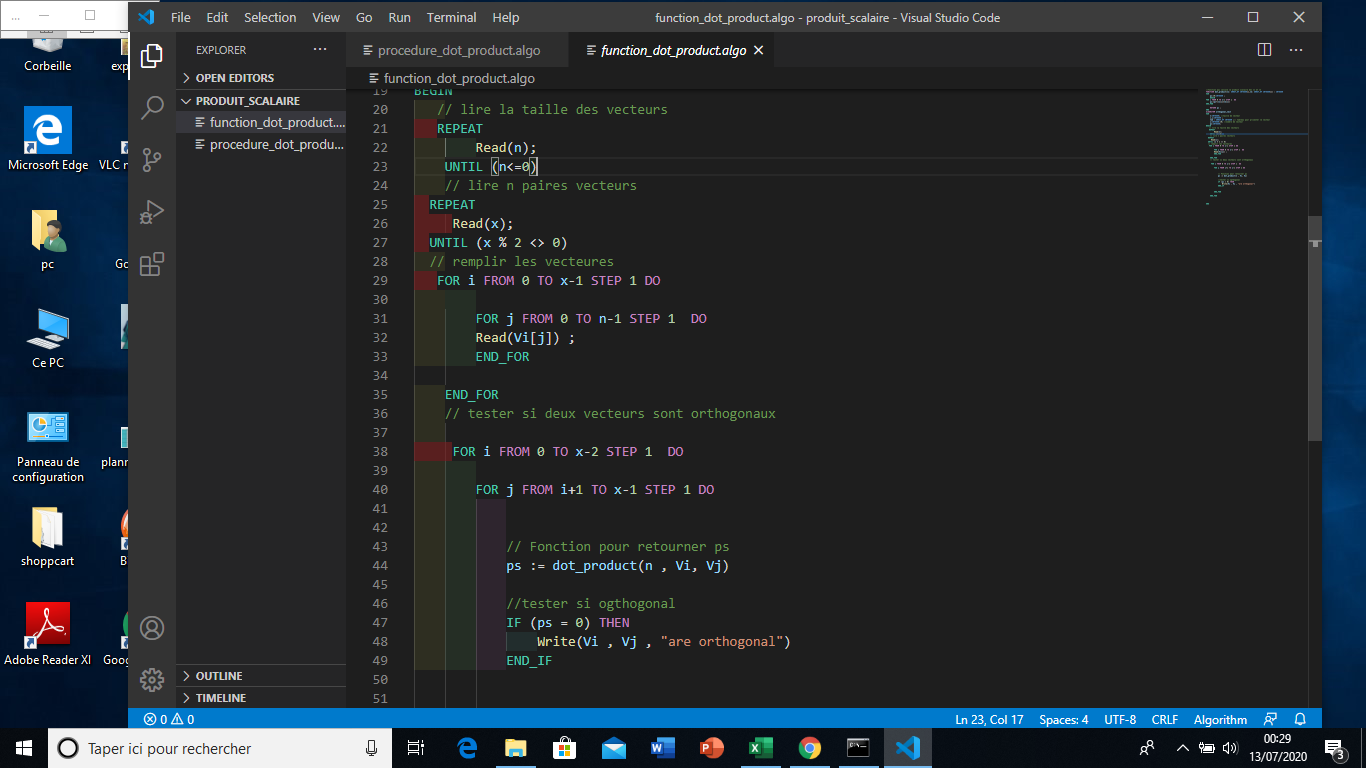 ...
File Edit Selection View Go Run Terminal Help
function_dot_product.algo - produit_scalaire - Visual Studio Code
EXPLORER ...
OPEN EDITORS
PRODUIT_SCALAIRE
function_dot_product....
procedure_dot_produ...
OUTLINE
TIMELINE
procedure_dot_product.algo
function_dot_product.algo
function_dot_product.algo
19 BEGIN
20 // lire la taille des vecteurs
21 REPEAT
22 Read(n);
23 UNTIL (n<=0)
24 // lire n paires vecteurs
25 REPEAT
26 Read(x);
27 UNTIL (x % 2 <> 0)
28 // remplir les vecteures
29 FOR i FROM 0 TO x-1 STEP 1 DO
30
31 FOR j FROM 0 TO n-1 STEP 1 DO
32 Read(Vi[j]) ;
33 END_FOR
34
35 END_FOR
36 // tester si deux vecteurs sont orthogonaux
37
38 FOR i FROM 0 TO x-2 STEP 1 DO
39
40 FOR j FROM i+1 TO x-1 STEP 1 DO
41
42
43 // Fonction pour retourner ps
44 ps := dot_product(n , Vi, Vj)
45
46 //tester si ogthogonal
47 IF (ps = 0) THEN
48 Write(Vi , Vj , "are orthogonal")
49 END_IF
50
51
0 0
Ln 23, Col 17 Spaces: 4 UTF-8 CRLF Algorithm
Corbeille
exp
Microsoft Edge
VLC
pc
Ce PC
Panneau de
configuration
plann
shoppcart
B
Adobe Reader XI
Goog
Taper ici pour rechercher
00:29
13/07/2020
3